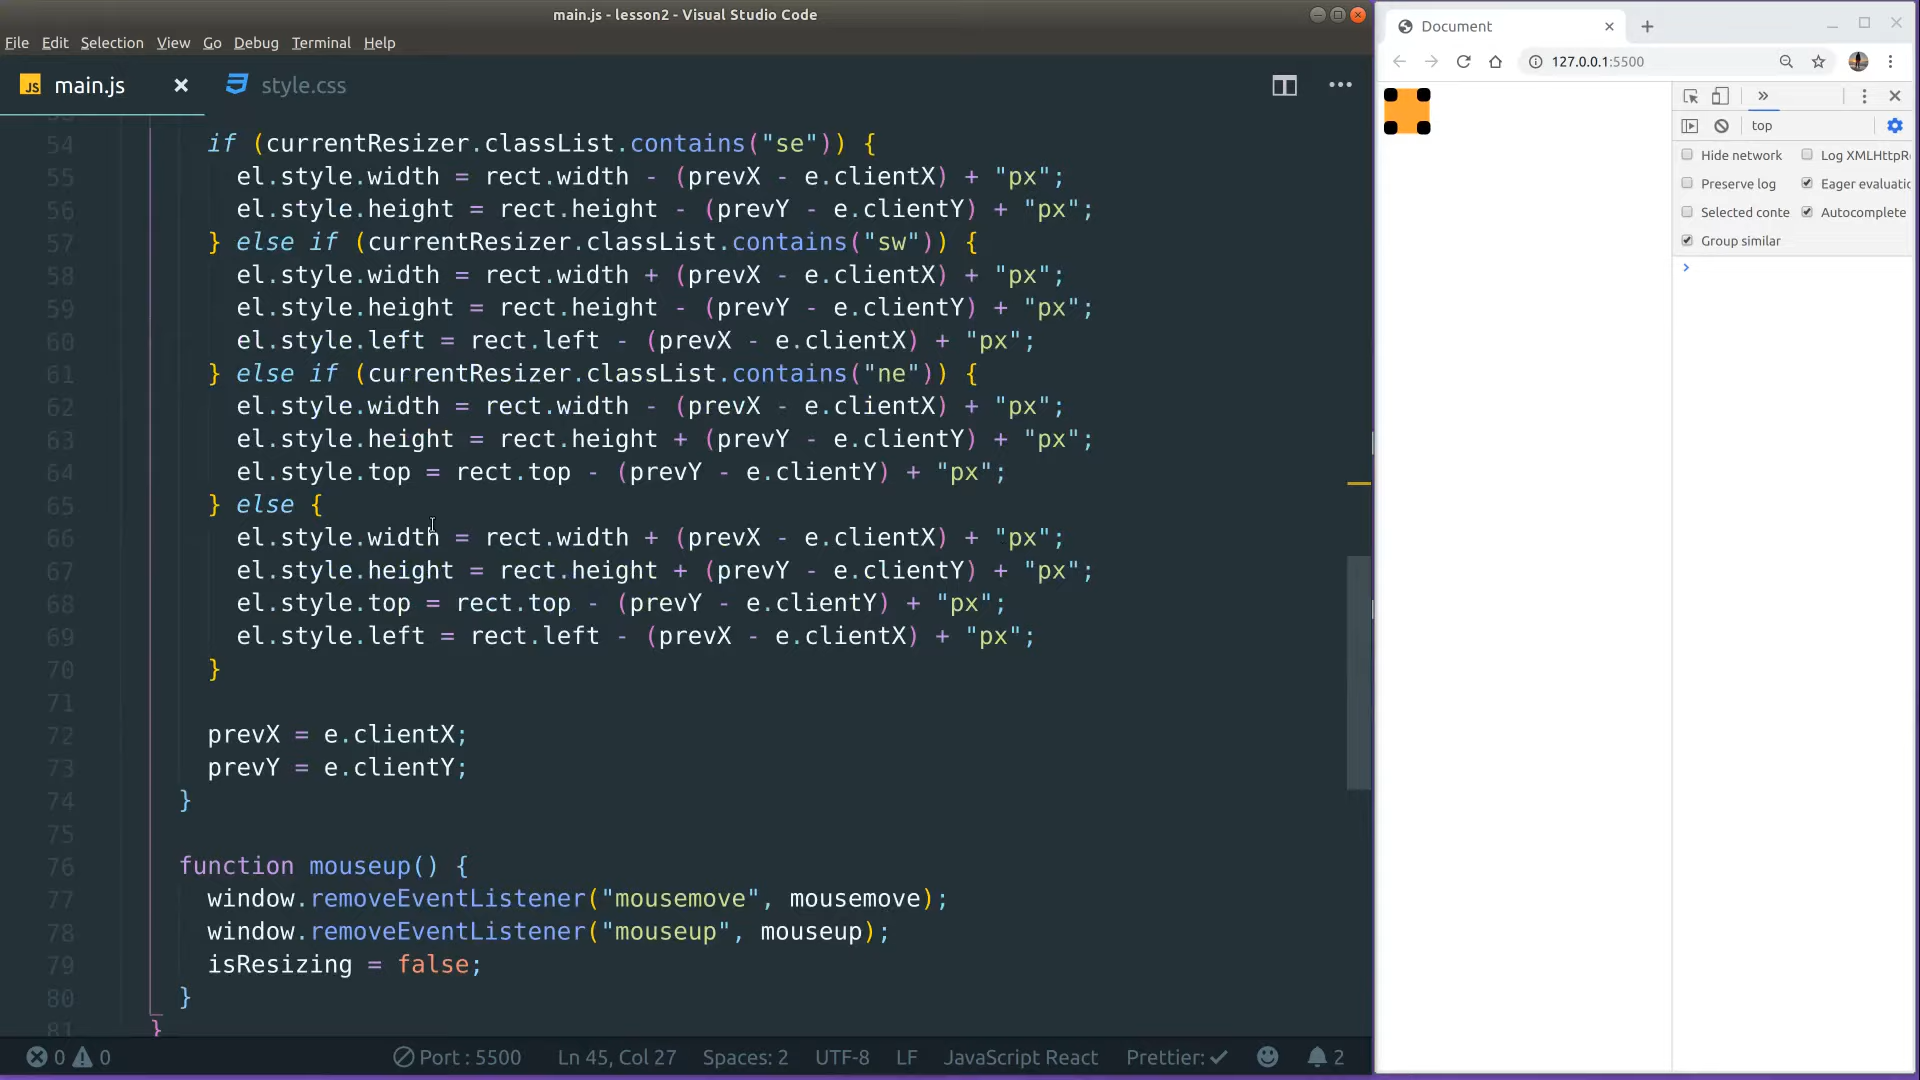 main.js - lesson2 - Visual Studio Code
File Edit Selection View Go Debug Terminal Help
JS main.js style.css
54 if (currentResizer.classList.contains("se")) {
55 el.style.width = rect.width - (prevX - e.clientX) + "px";
56 el.style.height = rect.height - (prevY - e.clientY) + "px";
57 } else if (currentResizer.classList.contains("sw")) {
58 el.style.width = rect.width + (prevX - e.clientX) + "px";
59 el.style.height = rect.height - (prevY - e.clientY) + "px";
60 el.style.left = rect.left - (prevX - e.clientX) + "px";
61 } else if (currentResizer.classList.contains("ne")) {
62 el.style.width = rect.width - (prevX - e.clientX) + "px";
63 el.style.height = rect.height + (prevY - e.clientY) + "px";
64 el.style.top = rect.top - (prevY - e.clientY) + "px";
65 } else {
66 el.style.width = rect.width + (prevX - e.clientX) + "px";
67 el.style.height = rect.height + (prevY - e.clientY) + "px";
68 el.style.top = rect.top - (prevY - e.clientY) + "px";
69 el.style.left = rect.left - (prevX - e.clientX) + "px";
70 }
71
72 prevX = e.clientX;
73 prevY = e.clientY;
74 }
75
76 function mouseup() {
77 window.removeEventListener("mousemove", mousemove);
78 window.removeEventListener("mouseup", mouseup);
79 isResizing = false;
80 }
81 }
0 0 Port : 5500 Ln 45, Col 27 Spaces: 2 UTF-8 LF JavaScript React Prettier: 2
Document
127.0.0.1:5500
top
Hide network Log XMLHttpR
Preserve log Eager evaluatio
Selected conte Autocomplete
Group similar